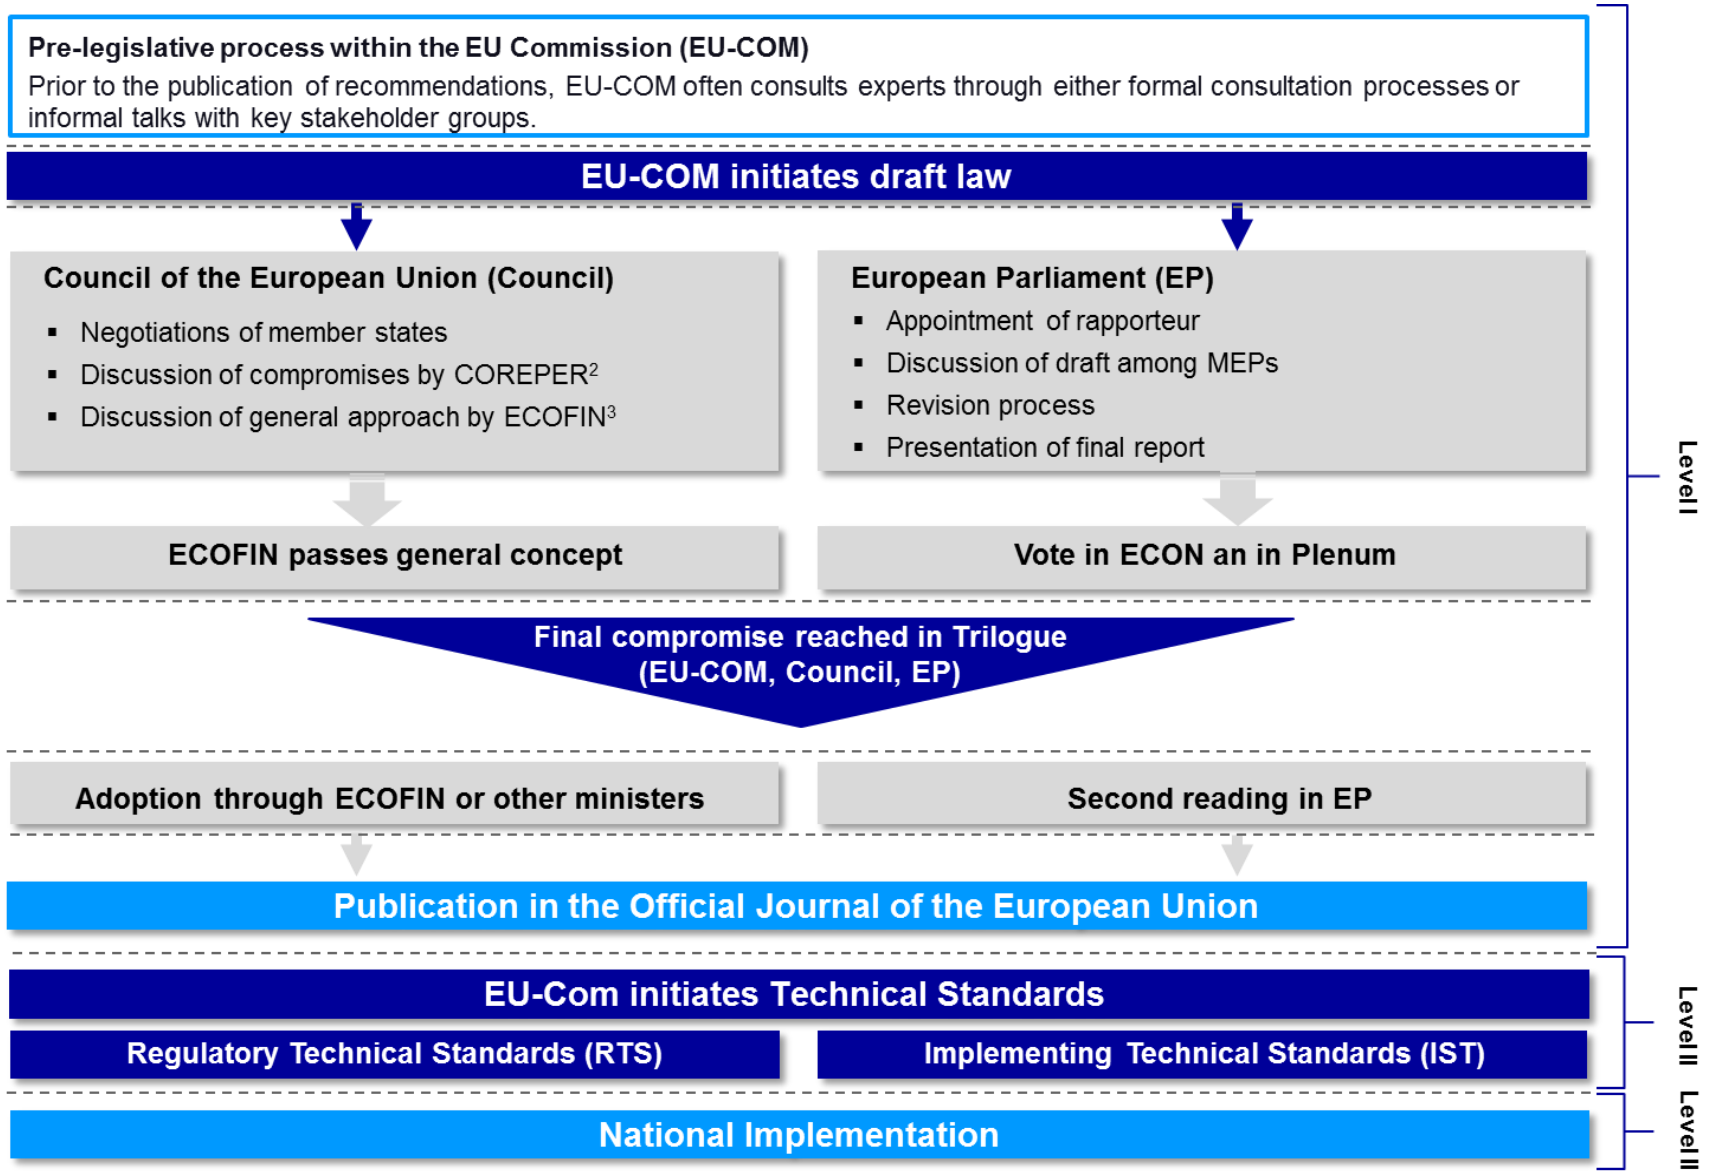 Pre-legislative process within the EU Commission (EU-COM)
Prior to the publication of recommendations, EU-COM often consults experts through either formal consultation processes or
informal talks with key stakeholder groups.
EU-COM initiates draft law
Council of the European Union (Council)
▪ Negotiations of member states
▪ Discussion of compromises by COREPER²
▪ Discussion of general approach by ECOFIN³
European Parliament (EP)
▪ Appointment of rapporteur
▪ Discussion of draft among MEPs
▪ Revision process
▪ Presentation of final report
ECOFIN passes general concept
Vote in ECON an in Plenum
Final compromise reached in Trilogue
(EU-COM, Council, EP)
Adoption through ECOFIN or other ministers
Second reading in EP
Publication in the Official Journal of the European Union
Level I
EU-Com initiates Technical Standards
Regulatory Technical Standards (RTS)
Implementing Technical Standards (IST)
Level II
National Implementation
Level II